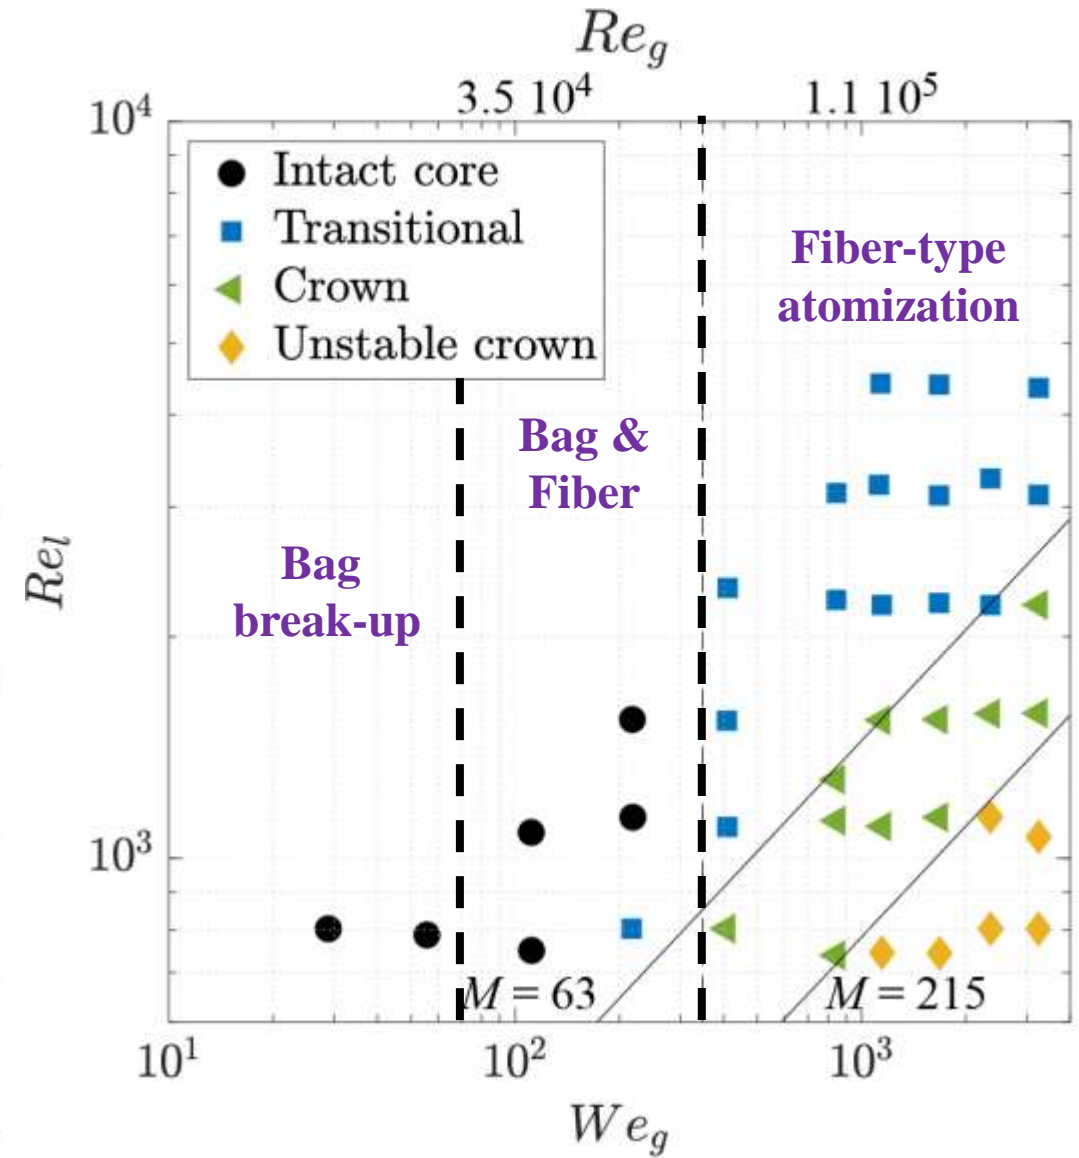 Re_g
3.5 10^4
1.1 10^5
10^4
Intact core
Transitional
Crown
Unstable crown
Fiber-type
atomization
Bag &
Fiber
Bag
break-up
Re_l
10^3
M = 63
M = 215
10^1
10^2
10^3
We_g